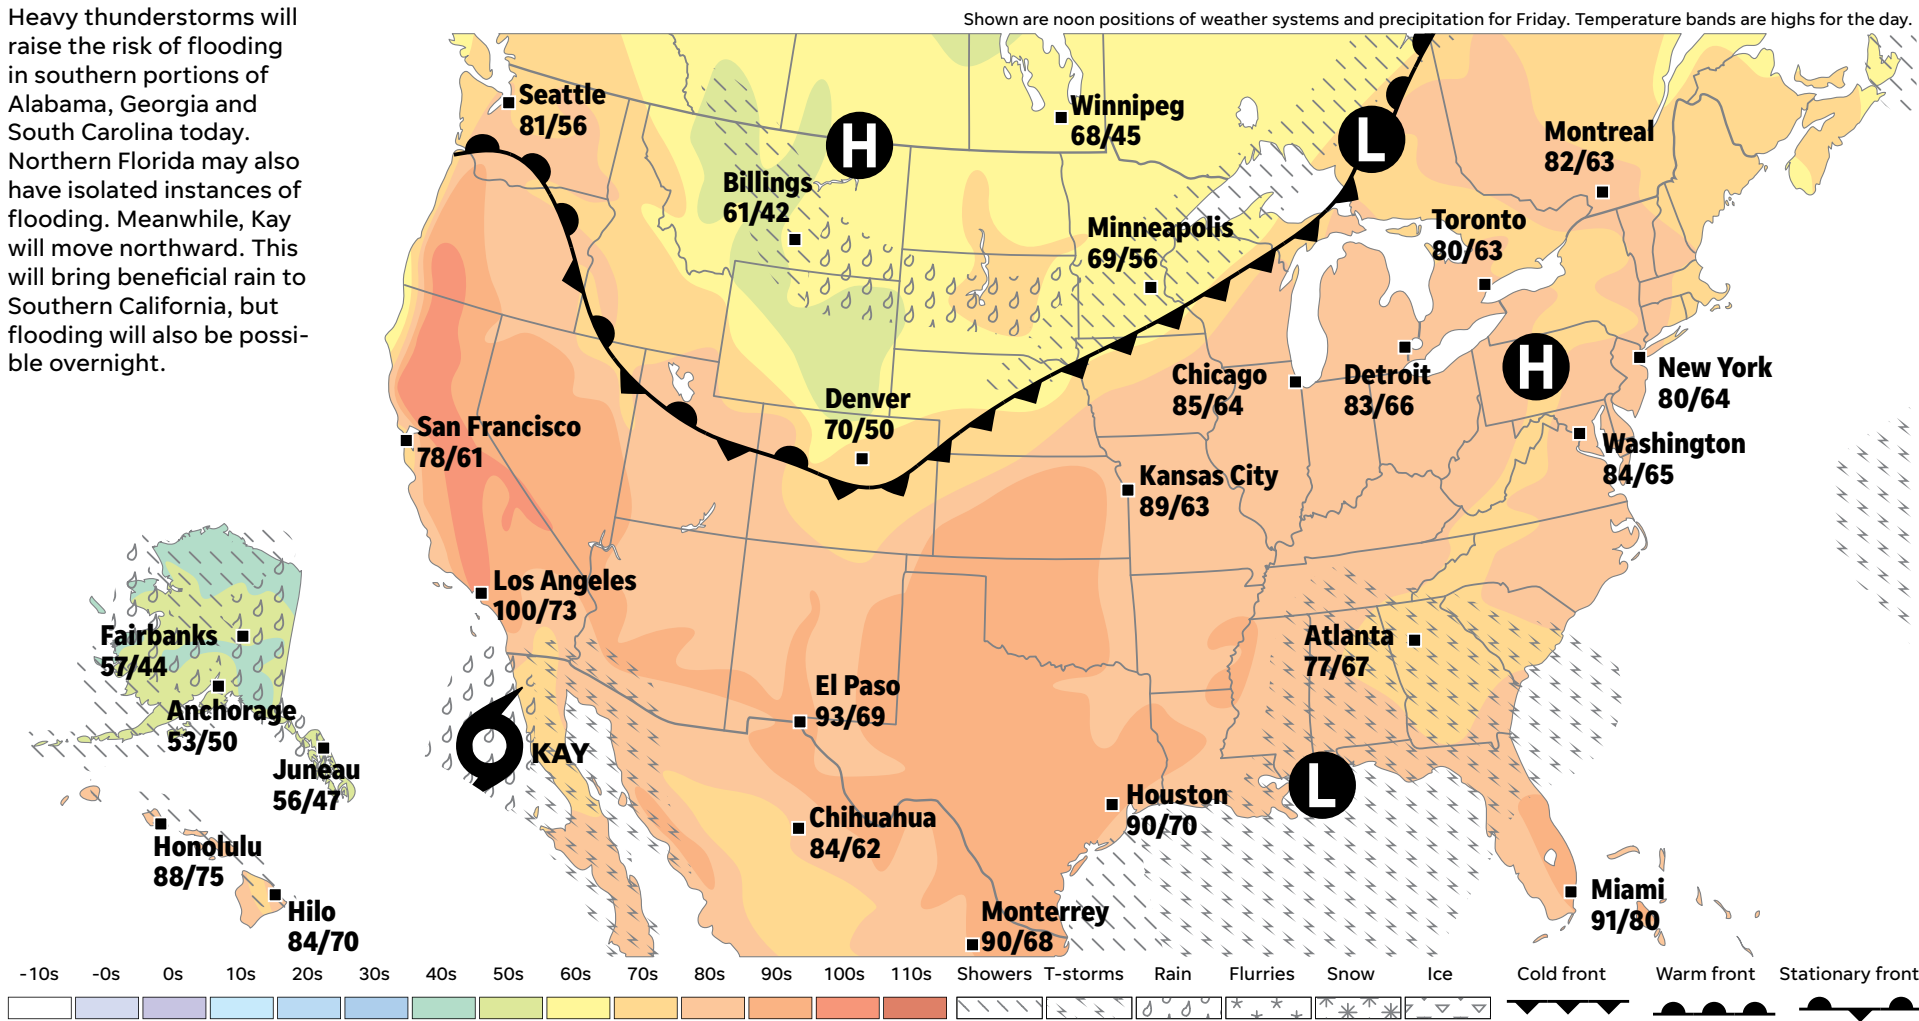 Heavy thunderstorms will
raise the risk of flooding
in southern portions of
Alabama, Georgia and
South Carolina today.
Northern Florida may also
have isolated instances of
flooding. Meanwhile, Kay
will move northward. This
will bring beneficial rain to
Southern California, but
flooding will also be possi-
ble overnight.
Shown are noon positions of weather systems and precipitation for Friday. Temperature bands are highs for the day.
Seattle
81/56
H
Winnipeg
68/45
L
Montreal
82/63
Billings
61/42
Minneapolis
69/56
Toronto
80/63
Denver
70/50
Chicago
85/64
Detroit
83/66
H
New York
80/64
San Francisco
78/61
Kansas City
89/63
Washington
84/65
Los Angeles
100/73
Atlanta
77/67
Fairbanks
57/44
Anchorage
53/50
Juneau
56/47
KAY
El Paso
93/69
L
Houston
90/70
Chihuahua
84/62
Honolulu
88/75
Hilo
84/70
Monterrey
90/68
Miami
91/80
-10s -0s 0s 10s 20s 30s 40s 50s 60s 70s 80s 90s 100s 110s Showers T-storms Rain Flurries Snow Ice Cold front Warm front Stationary front